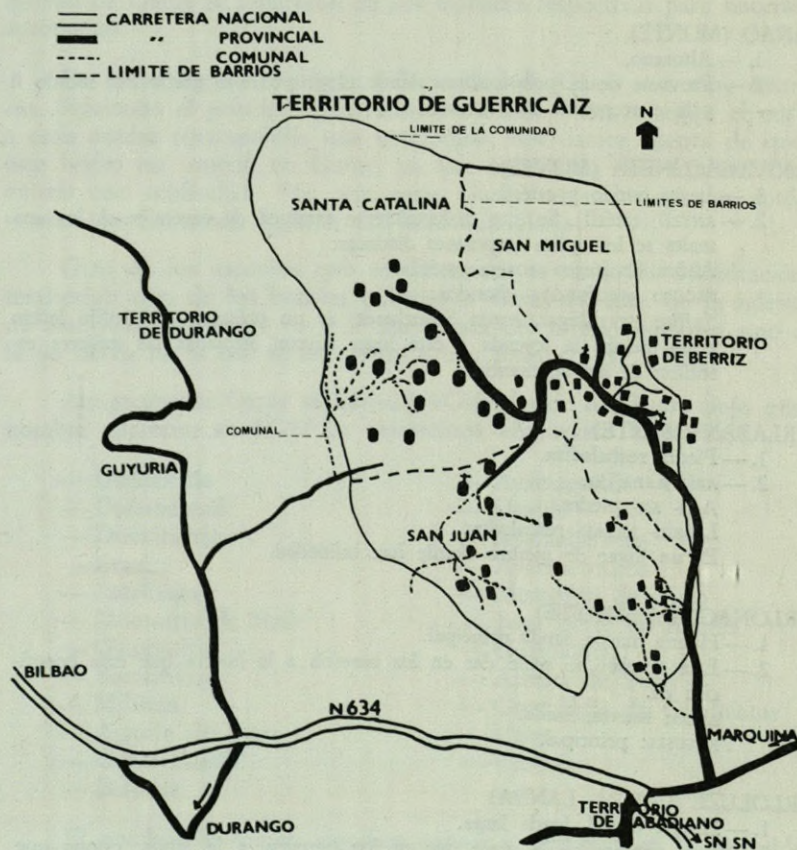 CARRETERA NACIONAL
" PROVINCIAL
COMUNAL
LIMITE DE BARRIOS
TERRITORIO DE GUERRICAIZ
N
LIMITE DE LA COMUNIDAD
SANTA CATALINA
LIMITES DE BARRIOS
SAN MIGUEL
TERRITORIO
DE DURANGO
TERRITORIO
DE BERRIZ
COMUNAL
GUYURIA
SAN JUAN
BILBAO
N634
MARQUINA
TERRITORIO
DE ABADIANO
DURANGO
SN SN